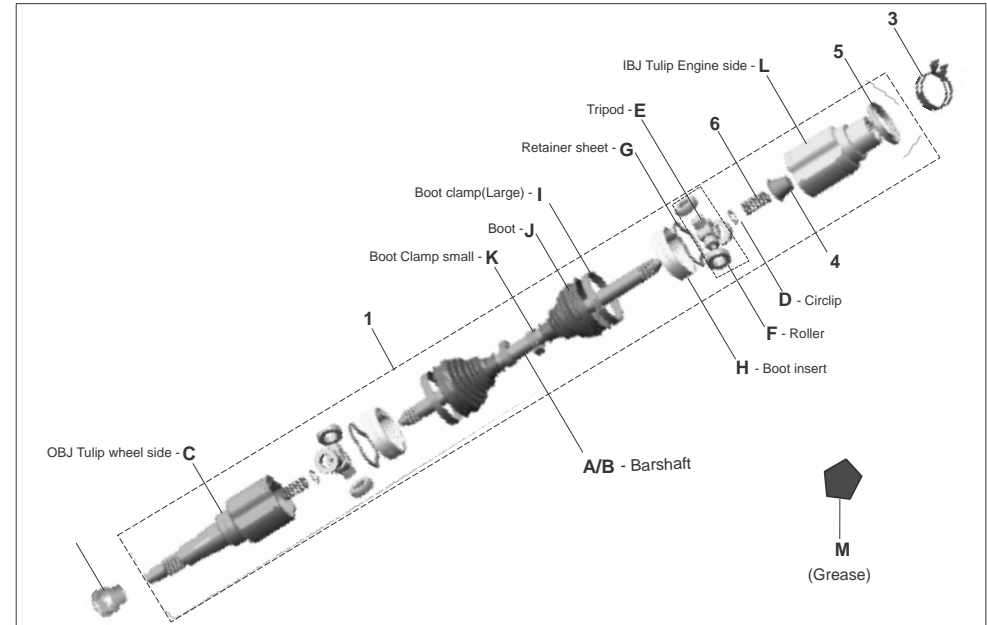 3
5
IBJ Tulip Engine side - L
Tripod - E
6
Retainer sheet - G
Boot clamp(Large) - I
Boot - J
Boot Clamp small - K
4
D - Circlip
1
F - Roller
H - Boot insert
OBJ Tulip wheel side - C
A/B - Barshaft
M
(Grease)